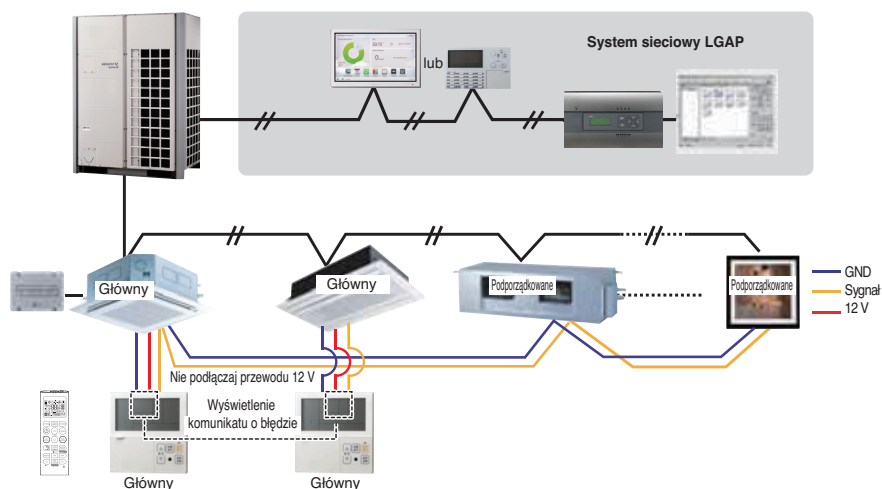 System sieciowy LGAP
lub
Główny
Główny
Podporządkowane
Podporządkowane
GND
Sygnał
12 V
Nie podłączaj przewodu 12 V
Wyświetlenie
komunikatu o błędzie
Główny
Główny